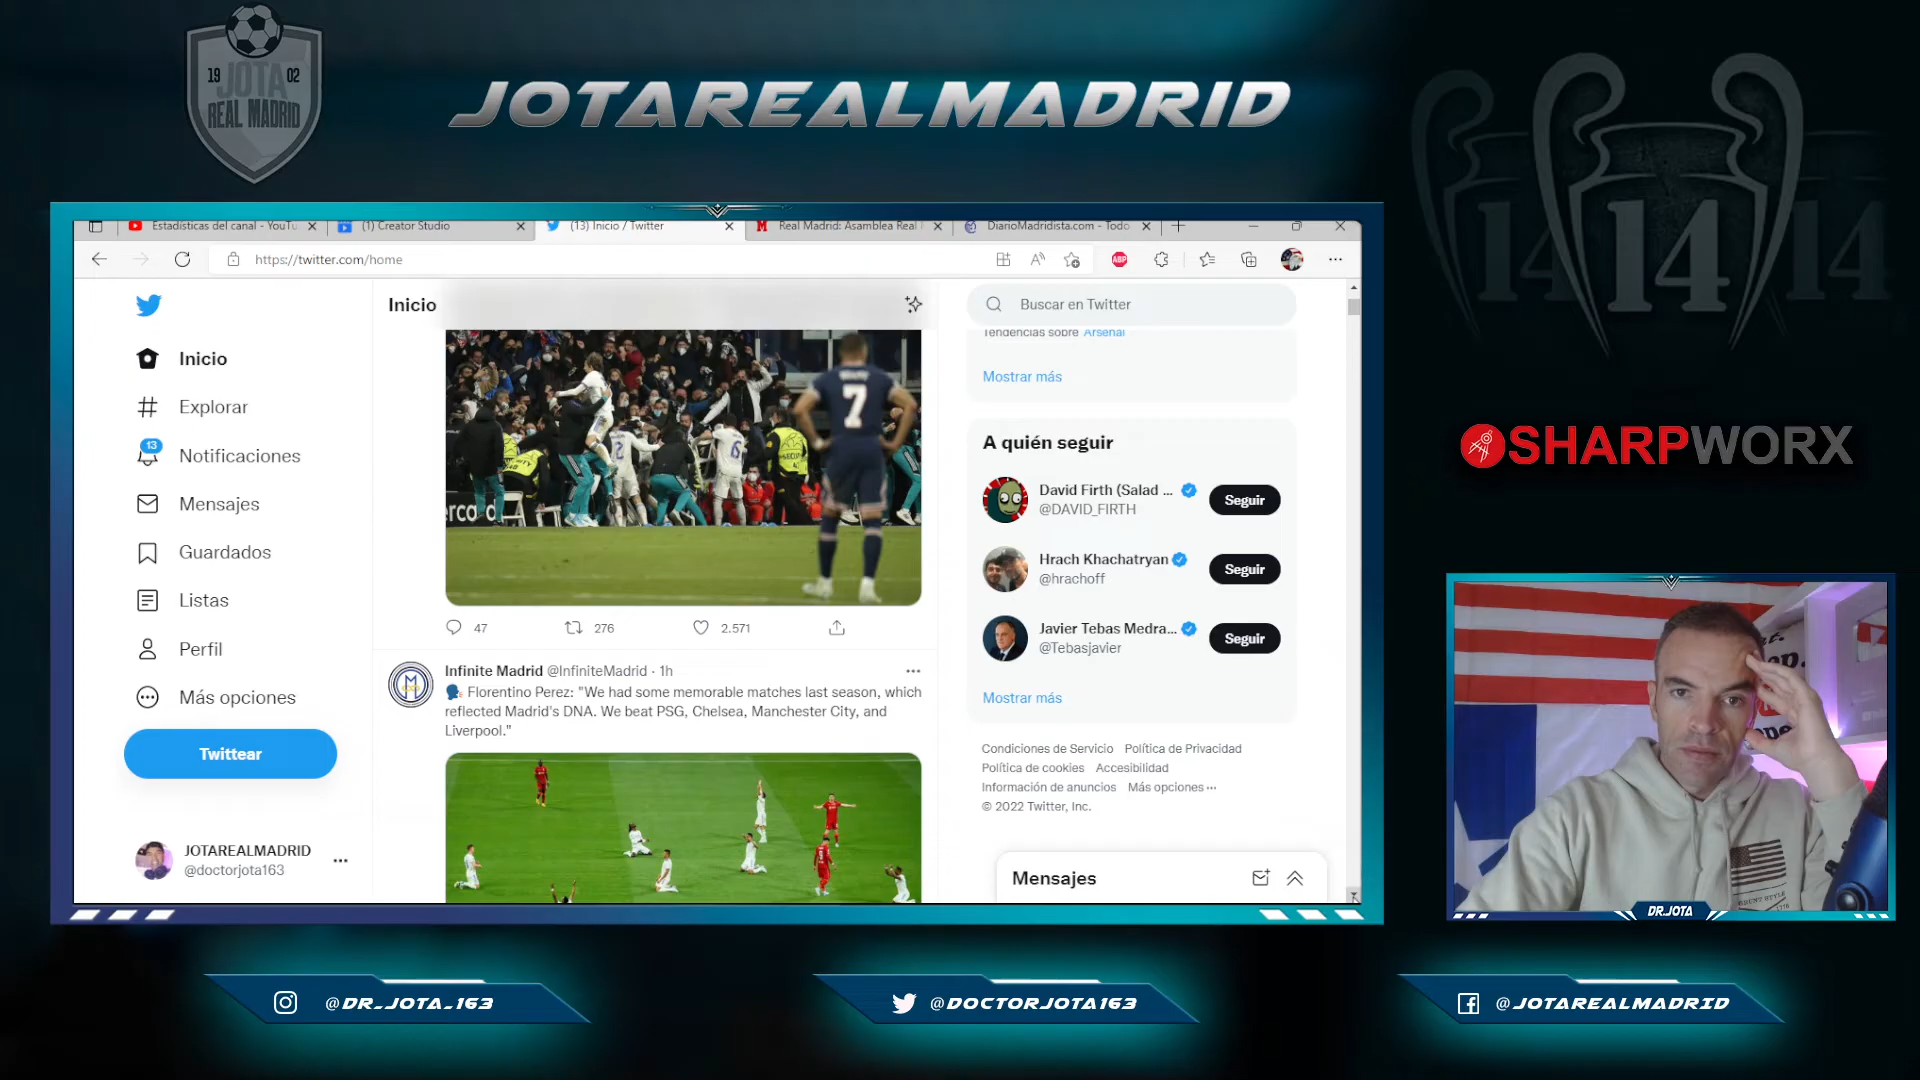 19 02
JOTA
REAL MADRID
JOTAREALMADRID
14 14 14
Estadísticas del canal - YouTu
(1) Creator Studio
(13) Inicio / Twitter
Real Madrid: Asamblea Real
DiarioMadridista.com - Todo
https://twitter.com/home
ABP
Inicio
Buscar en Twitter
Tendencias sobre Arsenal
Mostrar más
Inicio
Explorar
13
Notificaciones
Mensajes
Guardados
Listas
Perfil
Más opciones
Twittear
JOTAREALMADRID
@doctorjota163
7
2
6
47
276
2.571
Infinite Madrid @InfiniteMadrid · 1h
Florentino Perez: "We had some memorable matches last season, which
reflected Madrid's DNA. We beat PSG, Chelsea, Manchester City, and
Liverpool."
A quién seguir
David Firth (Salad ...
@DAVID_FIRTH
Seguir
Hrach Khachatryan
@hrachoff
Seguir
Javier Tebas Medra...
@Tebasjavier
Seguir
Mostrar más
Condiciones de Servicio Política de Privacidad
Política de cookies Accesibilidad
Información de anuncios Más opciones ···
© 2022 Twitter, Inc.
Mensajes
SHARPWORX
DR.JOTA
@DR_JOTA_163
@DOCTORJOTA163
@JOTAREALMADRID